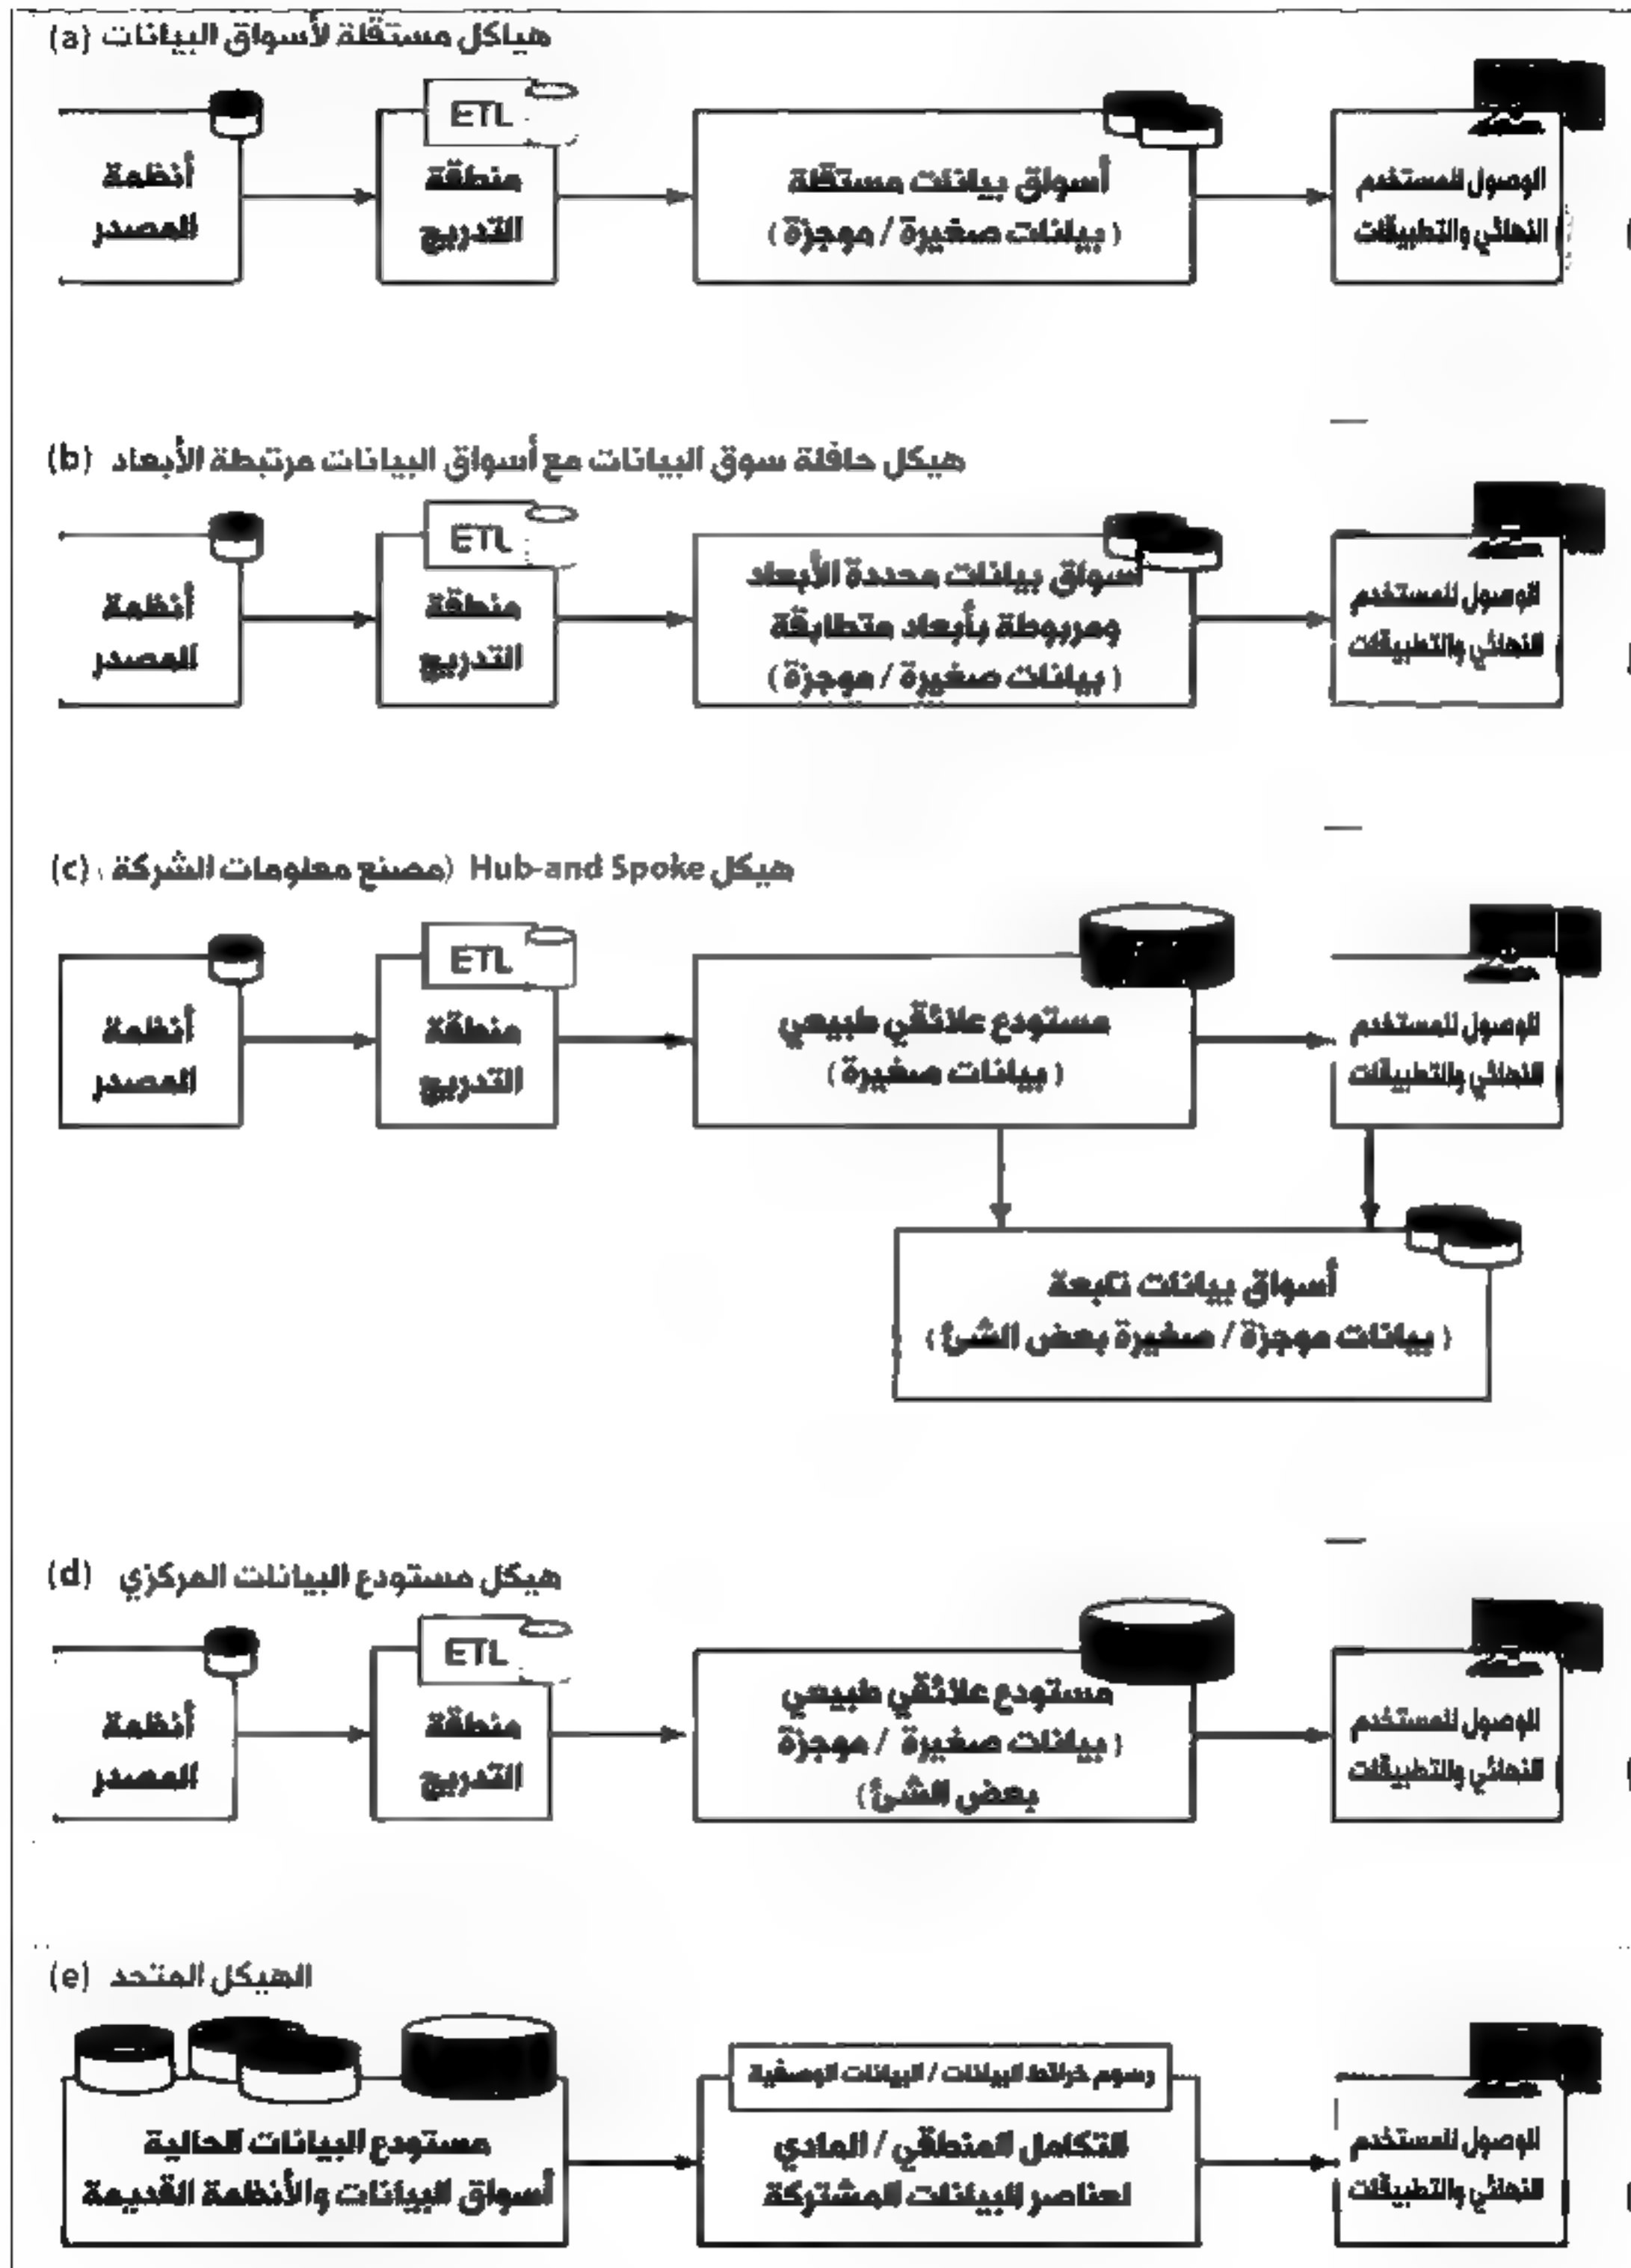 (a) هياكل مستقلة لأسواق البيانات
ETL
أنظمة
المصدر
منطقة
التدريج
أسواق بيانات مستقلة
(بيانات صغيرة / موجزة)
الوصول للمستخدم
النهائي والتطبيقات
(b) هيكل حافلة سوق البيانات مع أسواق البيانات مرتبطة الأبعاد
ETL
أنظمة
المصدر
منطقة
التدريج
أسواق بيانات محددة الأبعاد
ومربوطة بأبعاد متطابقة
(بيانات صغيرة / موجزة)
الوصول للمستخدم
النهائي والتطبيقات
(c) هيكل Hub-and Spoke (مصنع معلومات الشركة)
ETL
أنظمة
المصدر
منطقة
التدريج
مستودع علائقي طبيعي
(بيانات صغيرة)
الوصول للمستخدم
النهائي والتطبيقات
أسواق بيانات تابعة
(بيانات موجزة / صغيرة بعض الشئ)
(d) هيكل مستودع البيانات المركزي
ETL
أنظمة
المصدر
منطقة
التدريج
مستودع علائقي طبيعي
(بيانات صغيرة / موجزة
بعض الشئ)
الوصول للمستخدم
النهائي والتطبيقات
(e) الهيكل المتحد
مستودع البيانات الحالية
أسواق البيانات والأنظمة القديمة
رسوم خرائط البيانات / البيانات الوصفية
التكامل المنطقي / المادي
لعناصر البيانات المشتركة
الوصول للمستخدم
النهائي والتطبيقات